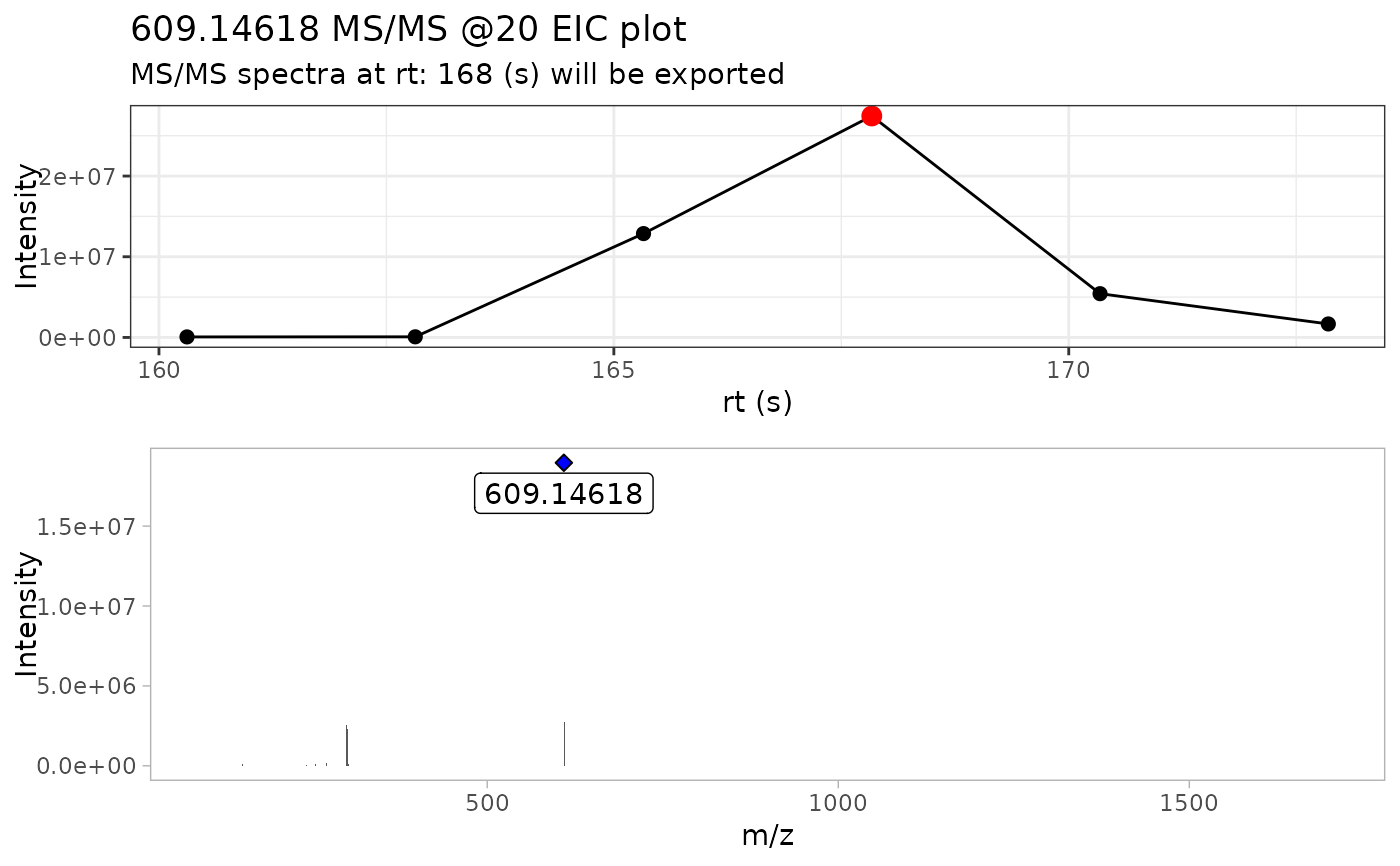 609.14618 MS/MS @20 EIC plot
MS/MS spectra at rt: 168 (s) will be exported
Intensity
2e+07
1e+07
0e+00
160 165 170
rt (s)
609.14618
Intensity
1.5e+07
1.0e+07
5.0e+06
0.0e+00
500 1000 1500
m/z